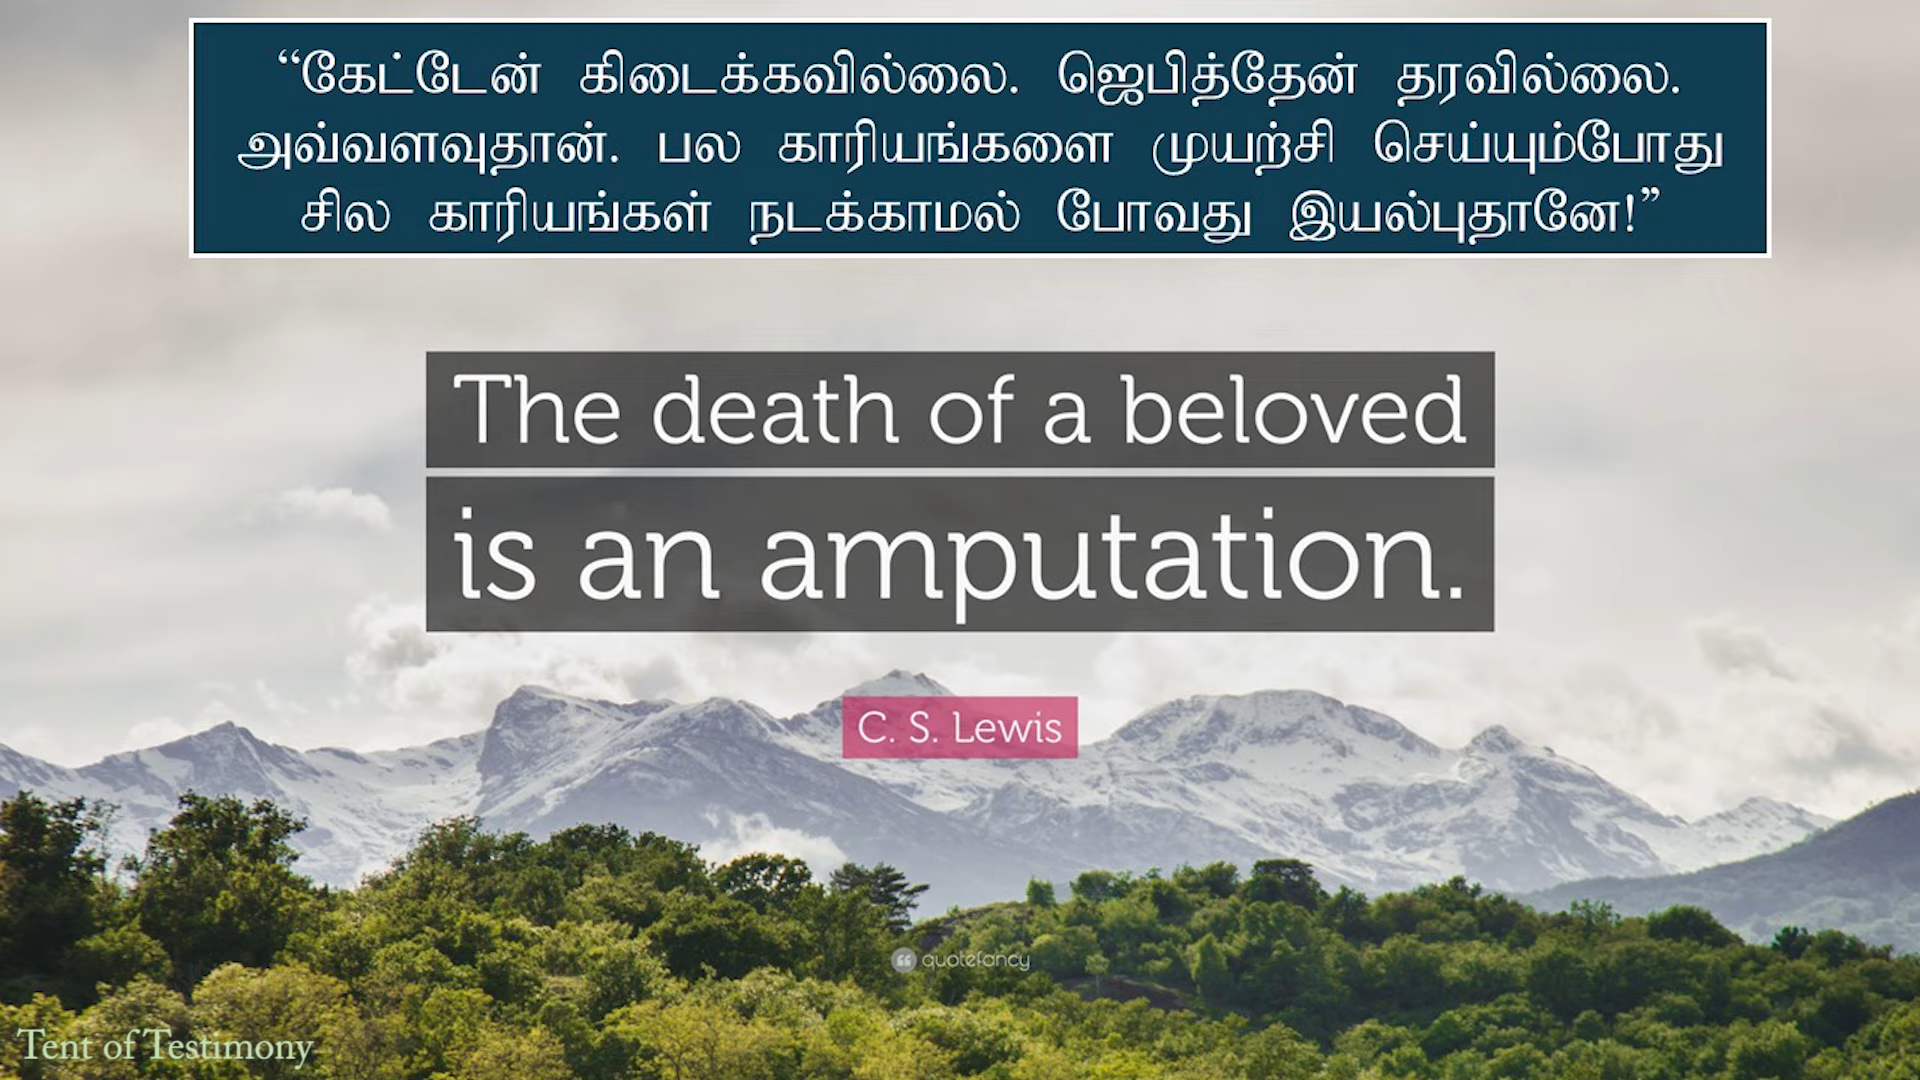 “கேட்டேன் கிடைக்கவில்லை. ஜெபித்தேன் தரவில்லை.
அவ்வளவுதான். பல காரியங்களை முயற்சி செய்யும்போது
சில காரியங்கள் நடக்காமல் போவது இயல்புதானே!”
The death of a beloved
is an amputation.
C. S. Lewis
quotefancy
Tent of Testimony